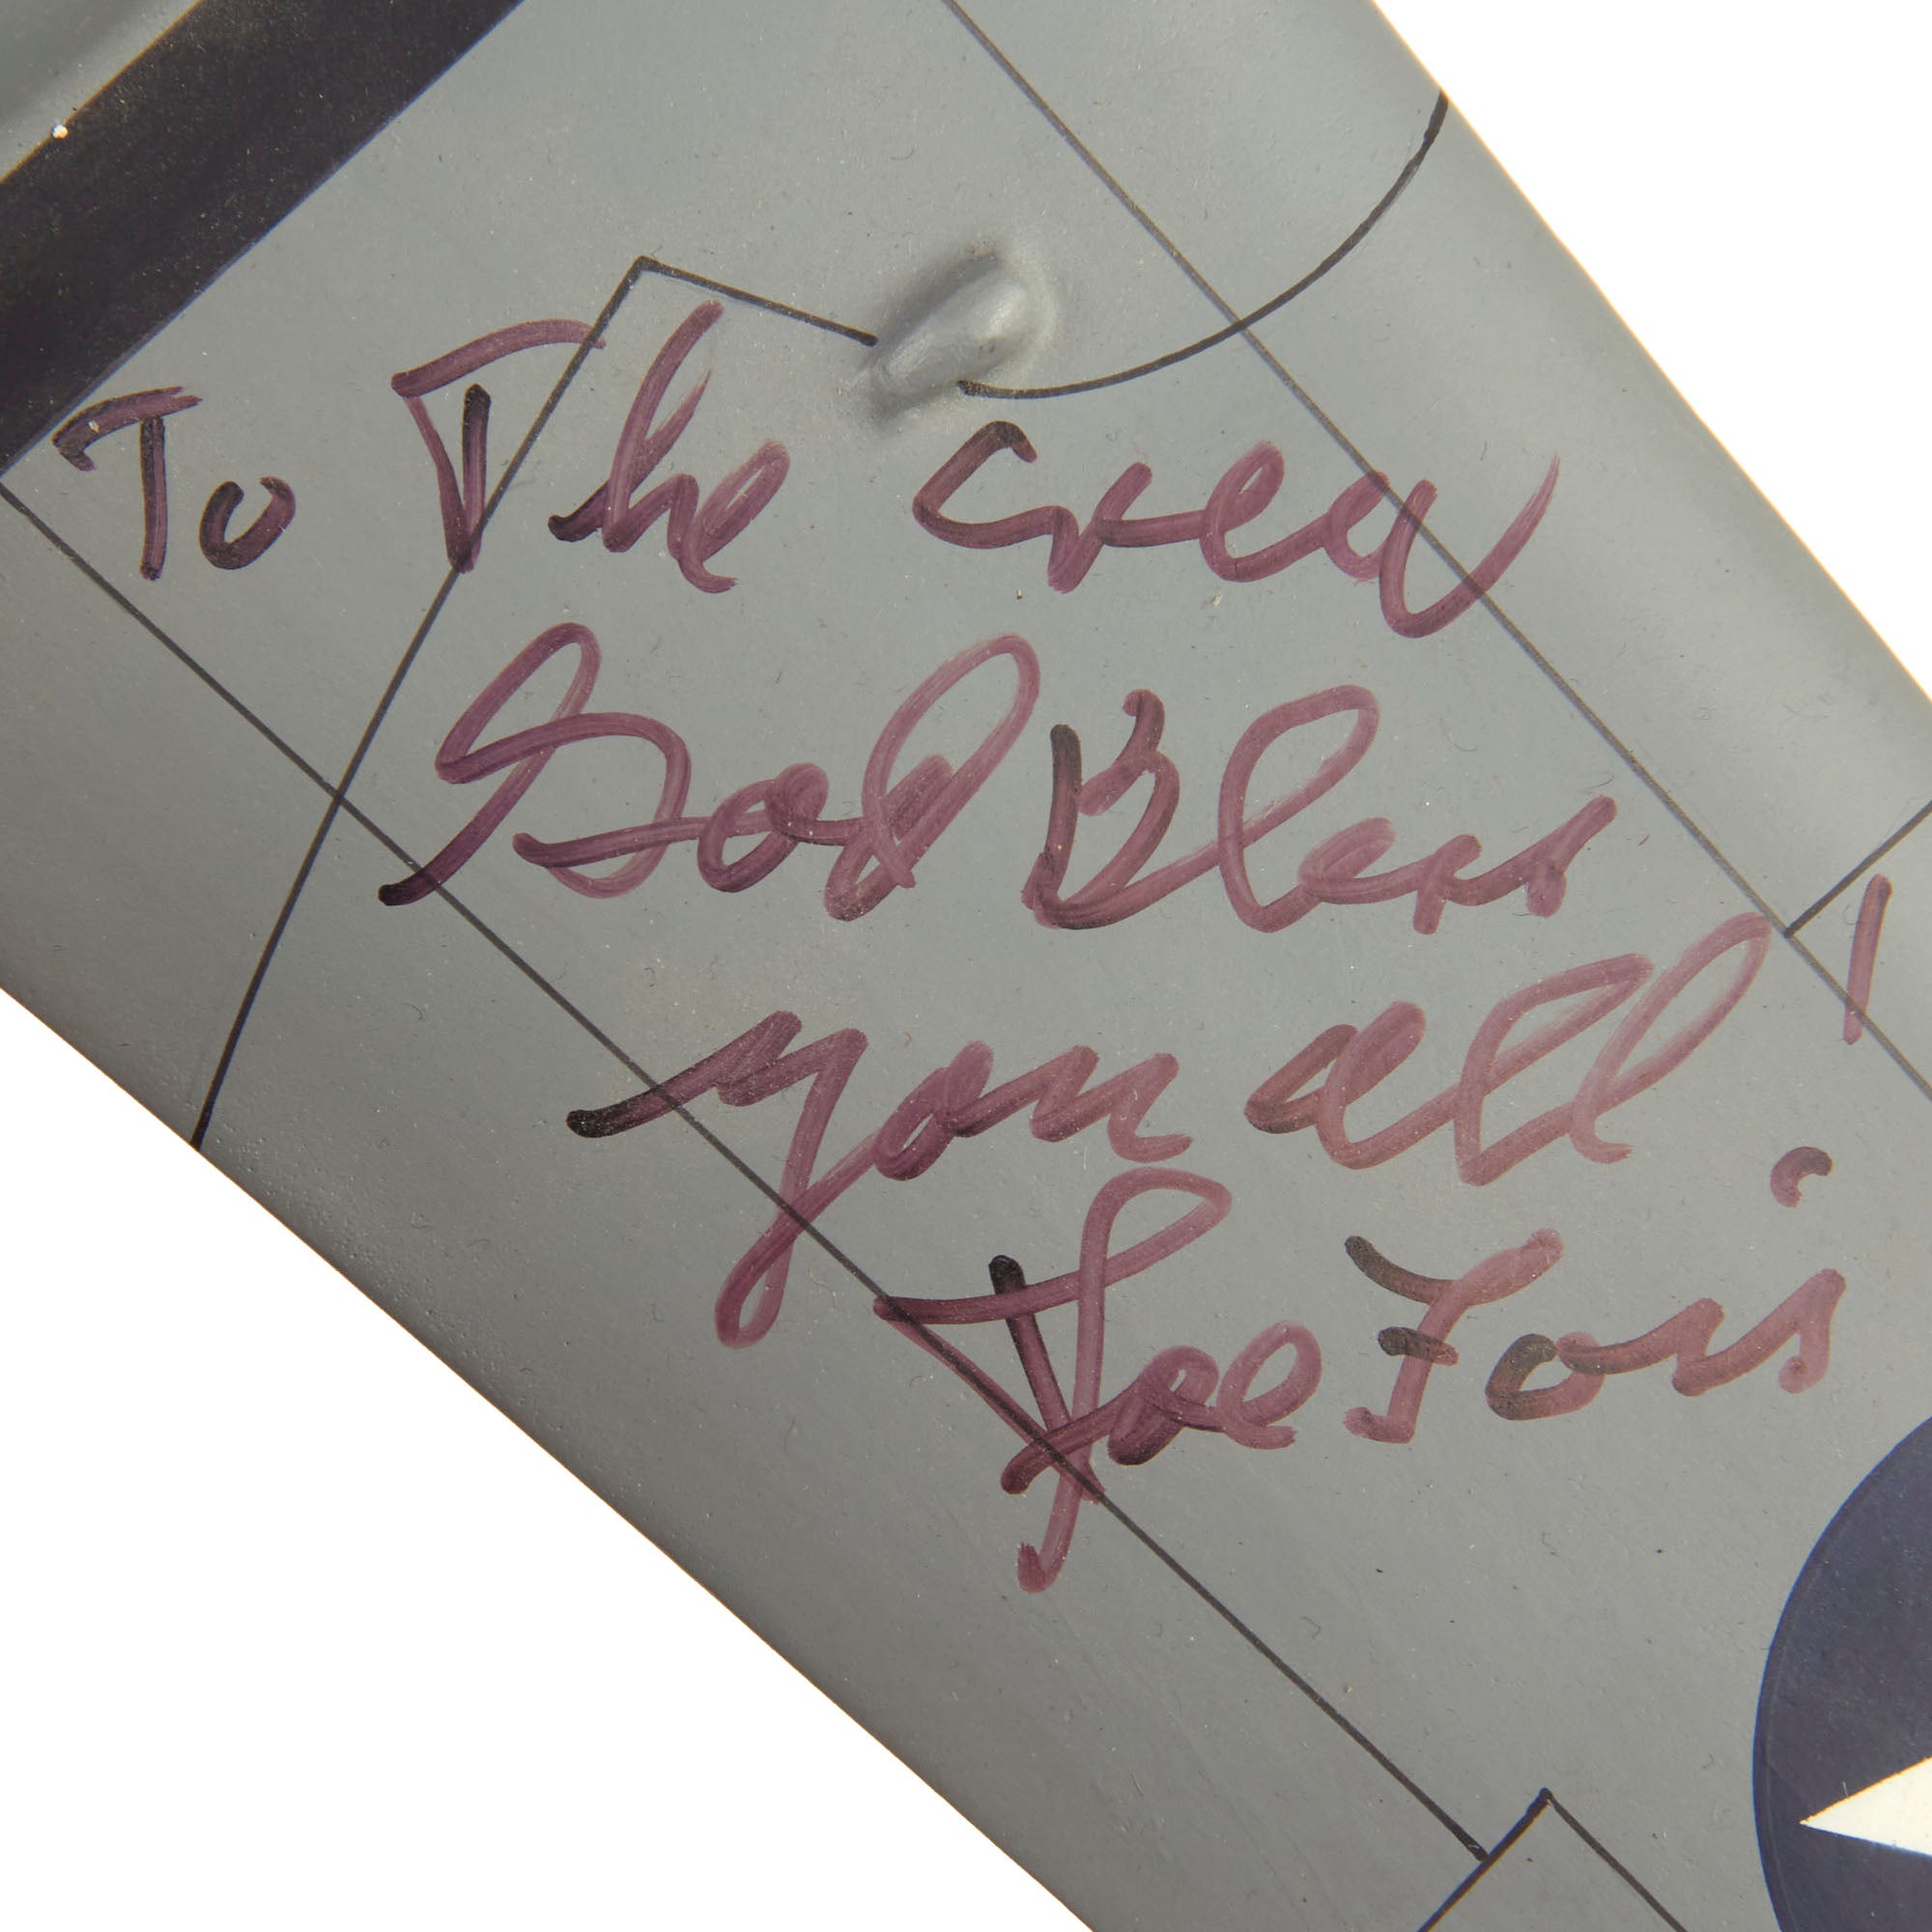 To The Crew
God Bless
you all!
Joe Foss